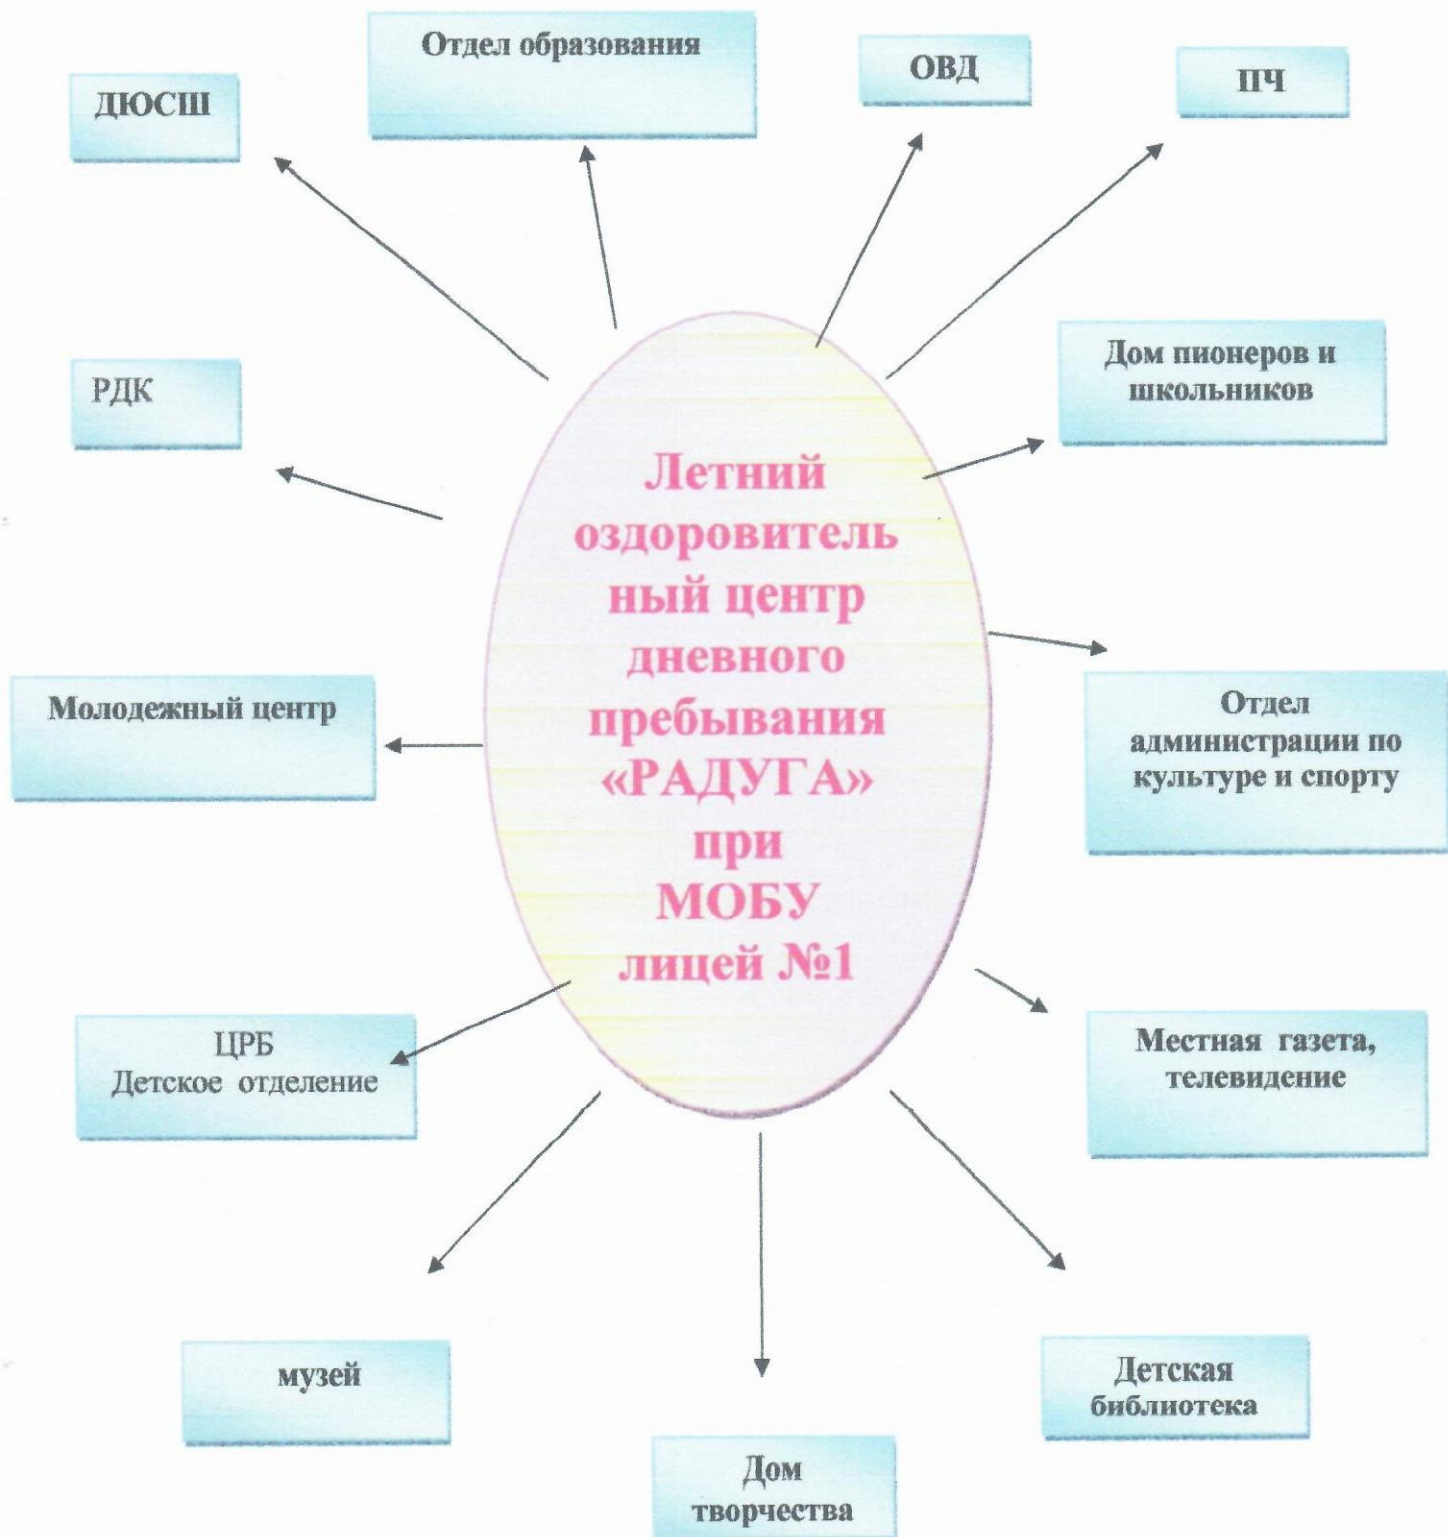 Отдел образования
ОВД
ПЧ
ДЮСШ
Дом пионеров и
школьников
РДК
Летний
оздоровитель
ный центр
дневного
пребывания
«РАДУГА»
при
МОБУ
лицей №1
Молодежный центр
Отдел
администрации по
культуре и спорту
ЦРБ
Детское отделение
Местная газета,
телевидение
музей
Детская
библиотека
Дом
творчества